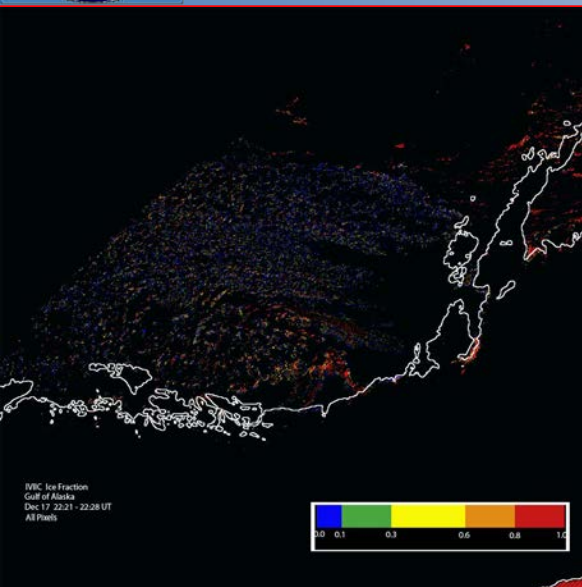 IVIIC Ice Fraction
Gulf of Alaska
Dec 17 22:21 - 22:28 UT
All Pixels
0.0 0.1 0.3 0.6 0.8 1.0